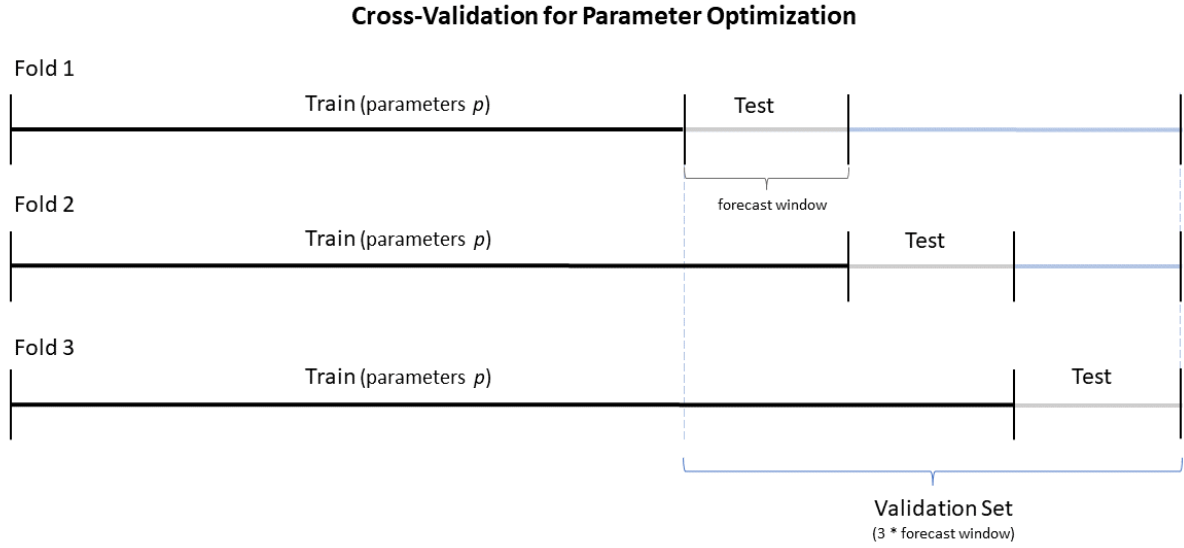 Cross-Validation for Parameter Optimization
Fold 1
Train (parameters p)
Test
forecast window
Fold 2
Train (parameters p)
Test
Fold 3
Train (parameters p)
Test
Validation Set
(3 * forecast window)